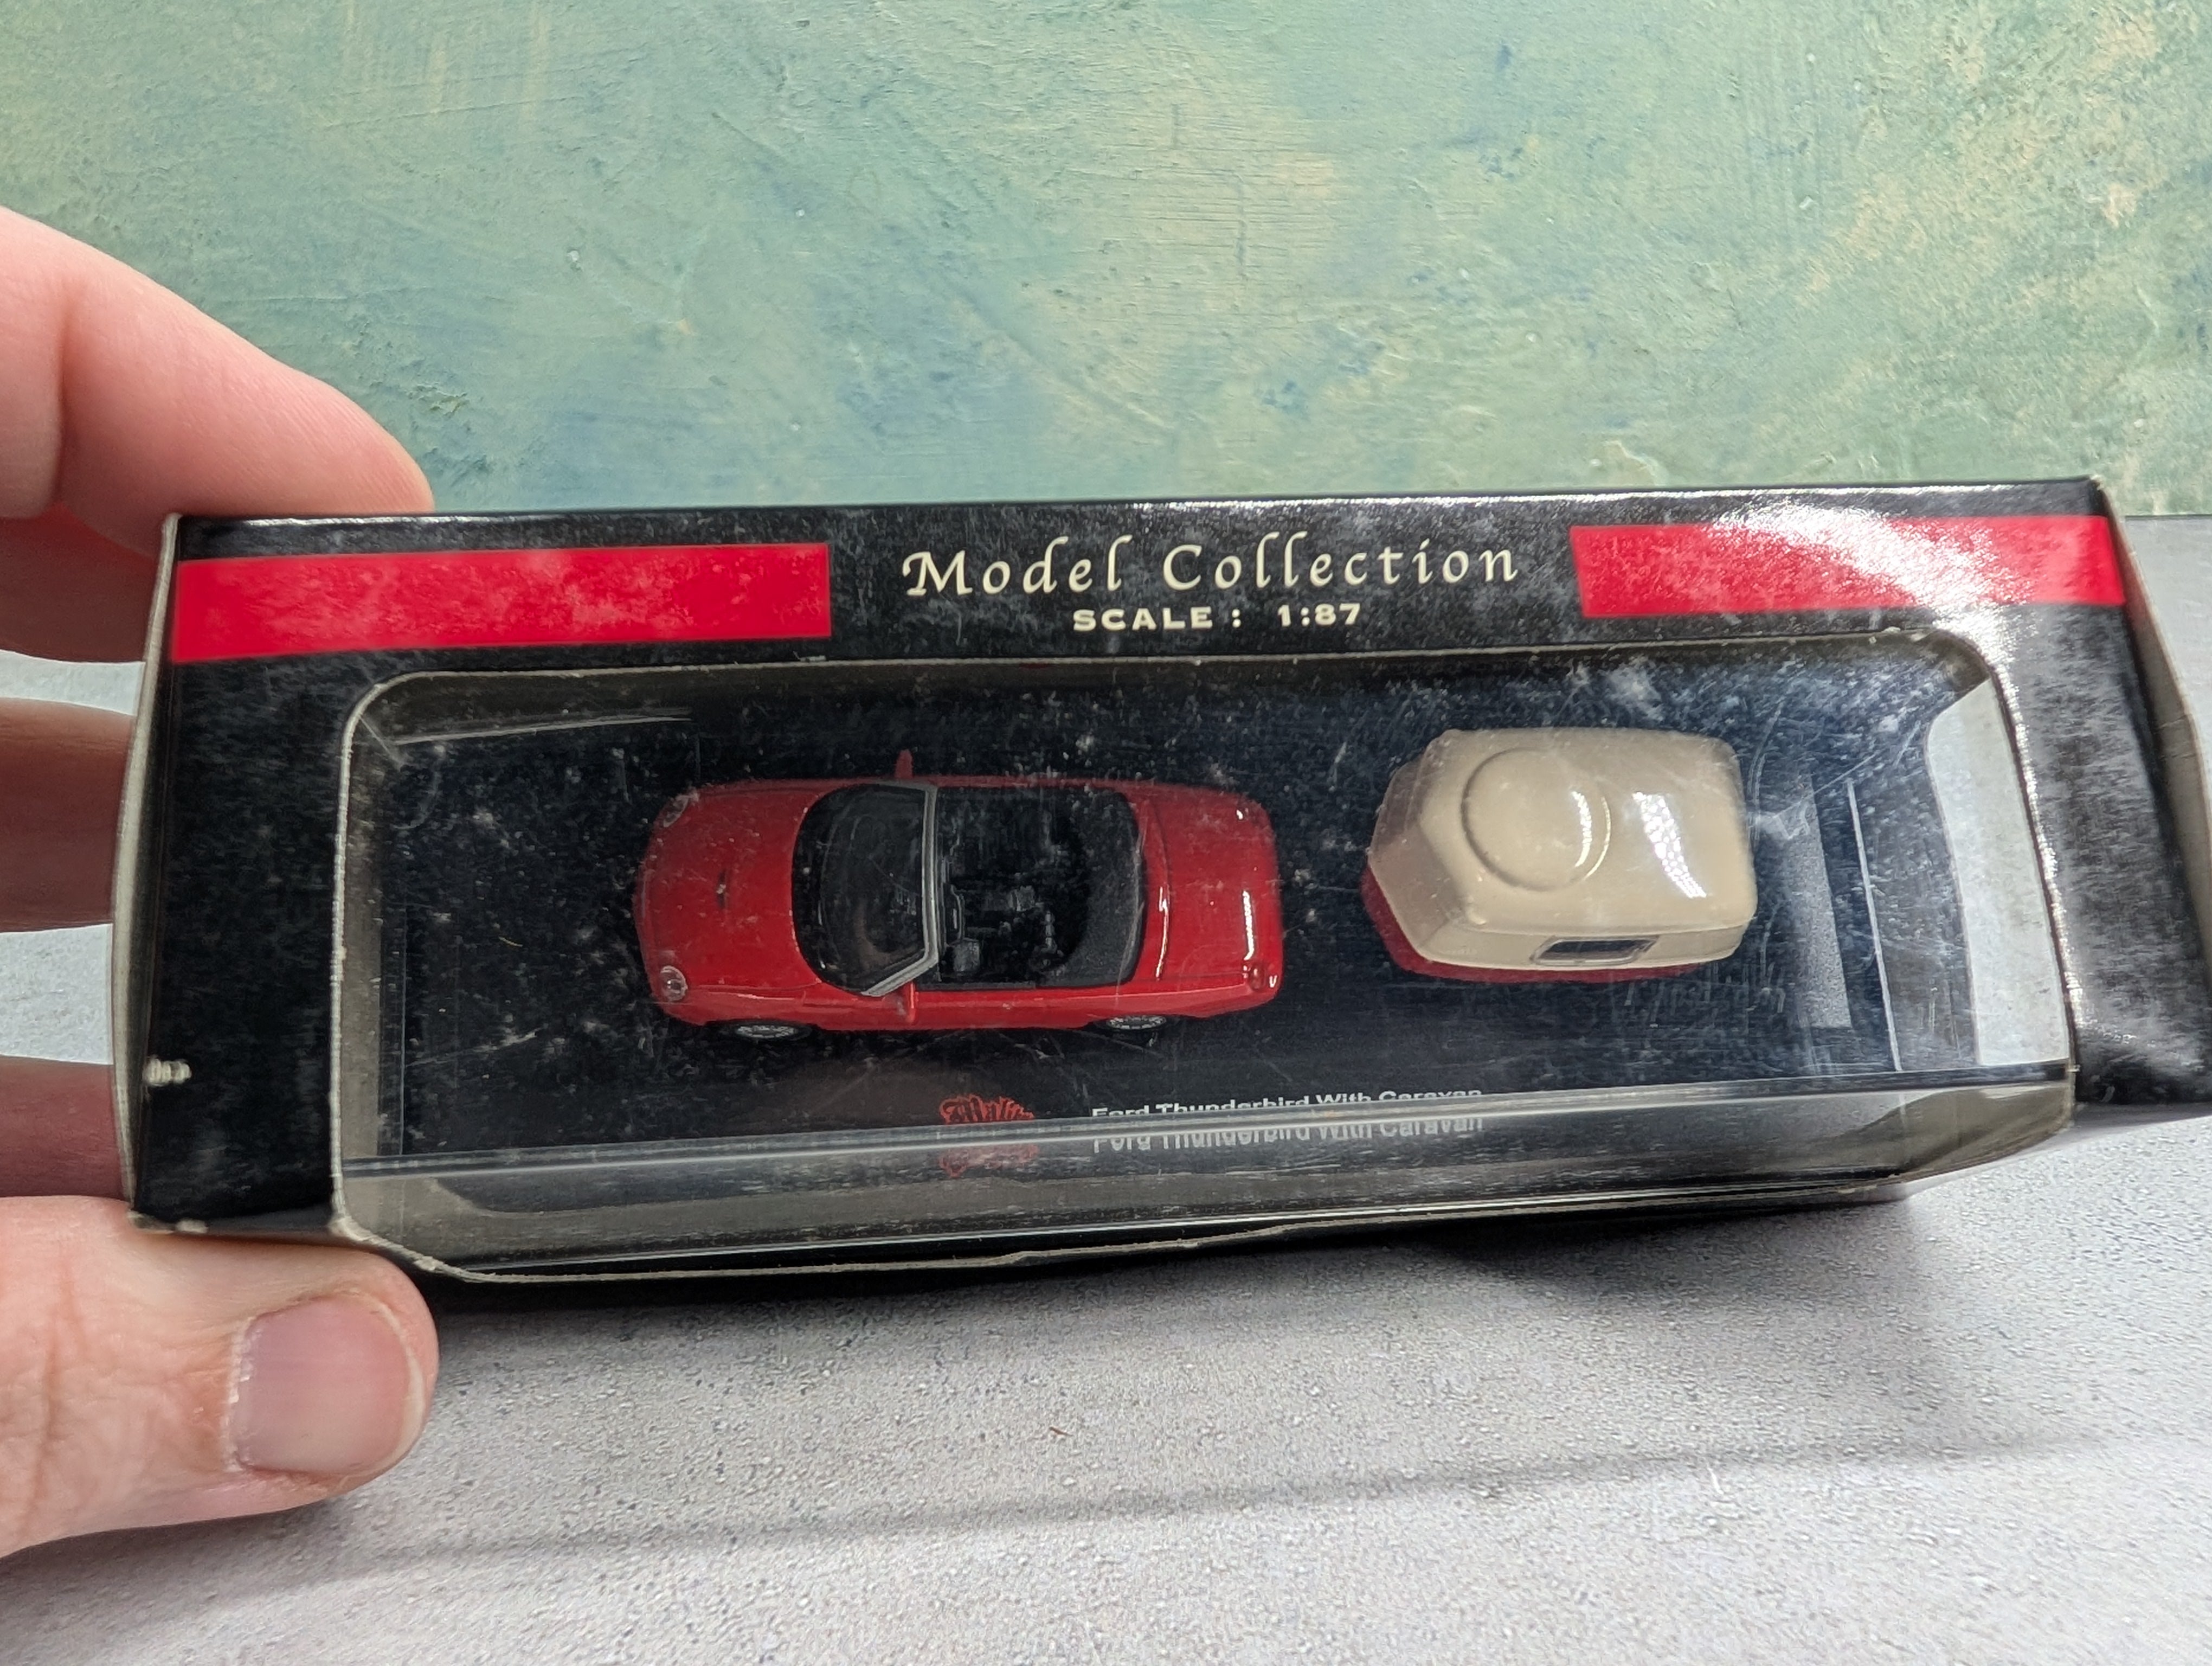 Model Collection
SCALE : 1:87
Ford Thunderbird With Caravan